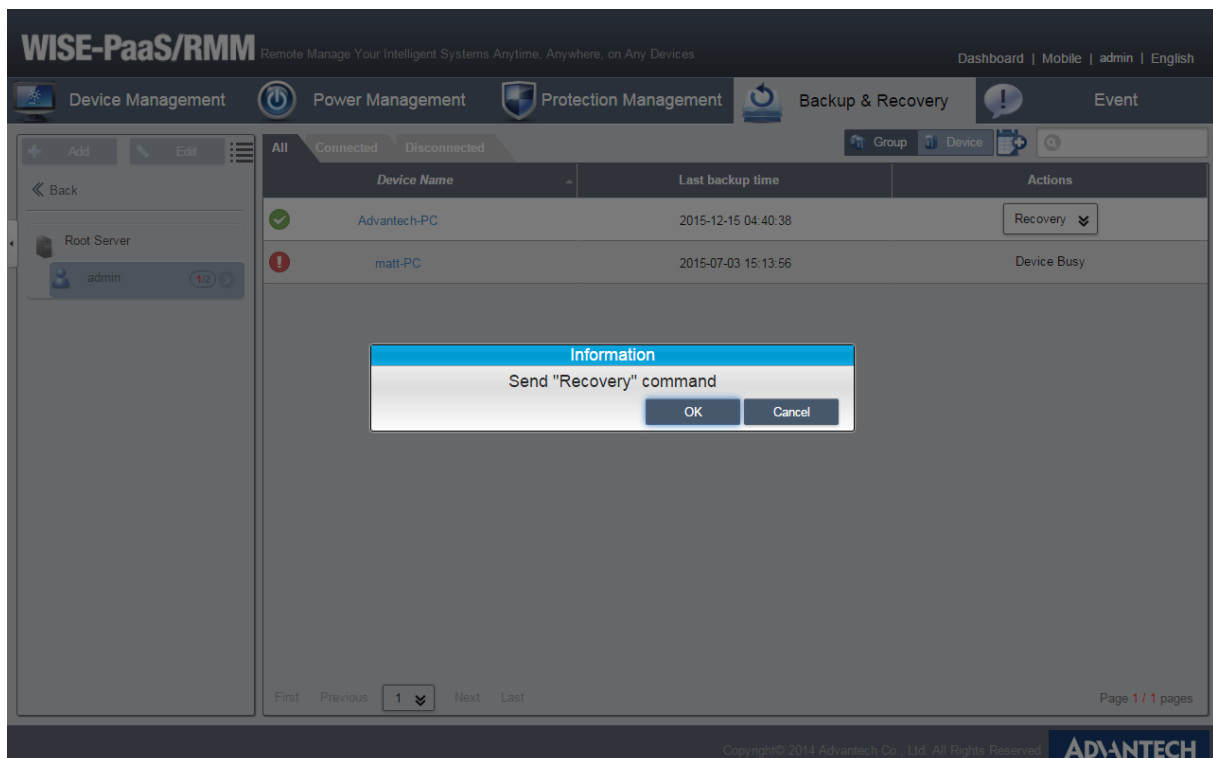 WISE-PaaS/RMM Remote Manage Your Intelligent Systems Anytime, Anywhere, on Any Devices
Dashboard | Mobile | admin | English
Device Management Power Management Protection Management Backup & Recovery Event
Add Edit
Back
Root Server
admin 1/2
All Connected Disconnected
Group Device
Device Name Last backup time Actions
Advantech-PC 2015-12-15 04:40:38 Recovery
matt-PC 2015-07-03 15:13:56 Device Busy
Information
Send "Recovery" command
OK Cancel
First Previous 1 Next Last
Page 1 / 1 pages
Copyright© 2014 Advantech Co., Ltd. All Rights Reserved
ADVANTECH